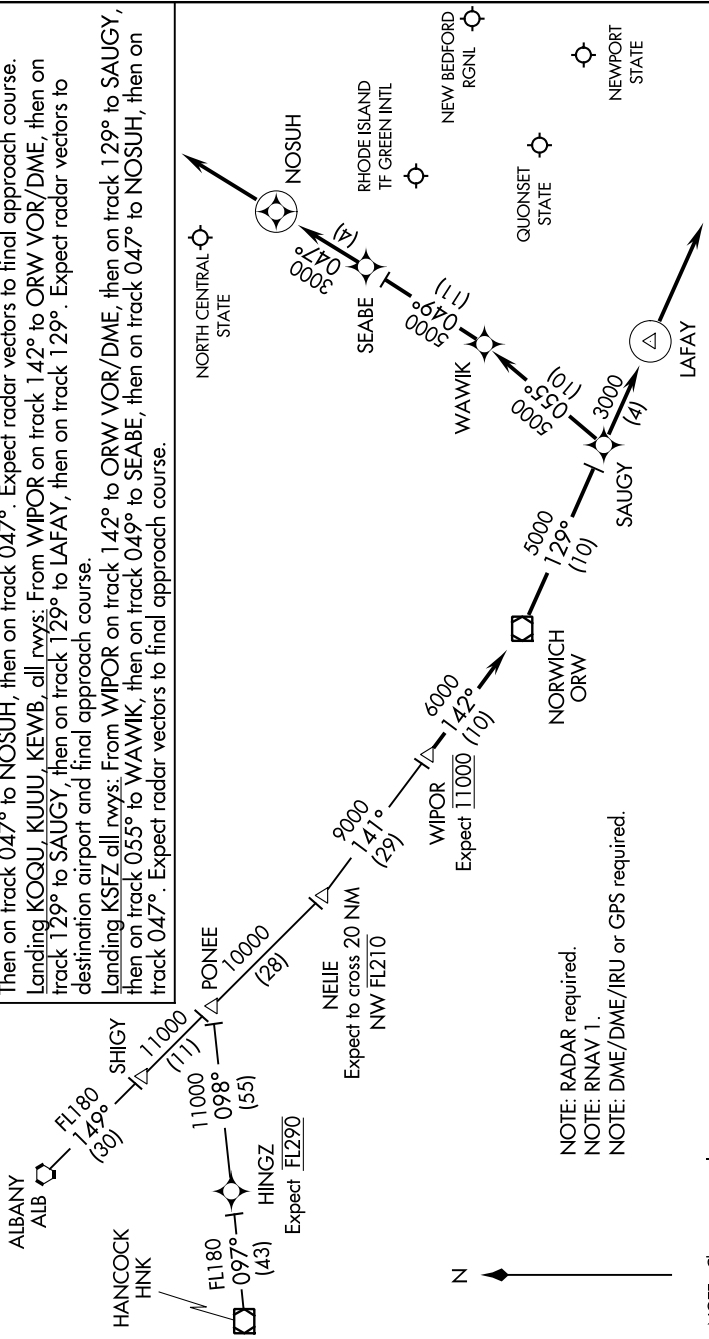 Then on track 047° to NOSUH, then on track 047°. Expect radar vectors to final approach course.
Landing KOQU, KUUU, KEWB, all rwys: From WIPOR on track 142° to ORW VOR/DME, then on
track 129° to SAUGY, then on track 129° to LAFAY, then on track 129°. Expect radar vectors to
destination airport and final approach course.
Landing KSFZ all rwys: From WIPOR on track 142° to ORW VOR/DME, then on track 129° to SAUGY,
then on track 055° to WAWIK, then on track 049° to SEABE, then on track 047° to NOSUH, then on
track 047°. Expect radar vectors to final approach course.
ALBANY
ALB
FL180
149°
(30)
SHIGY
11000
(11)
PONEE
HANCOCK
HNK
FL180
097°
(43)
HINGZ
Expect FL290
11000
098°
(55)
10000
(28)
NELIE
Expect to cross 20 NM
NW FL210
9000
141°
(29)
WIPOR
Expect 11000
6000
142°
(10)
NORWICH
ORW
5000
129°
(10)
SAUGY
3000
(4)
LAFAY
5000
055°
(10)
WAWIK
5000
049°
(11)
SEABE
3000
047°
(4)
NOSUH
NORTH CENTRAL
STATE
RHODE ISLAND
TF GREEN INTL
NEW BEDFORD
RGNL
QUONSET
STATE
NEWPORT
STATE
N
NOTE: RADAR required.
NOTE: RNAV 1.
NOTE: DME/DME/IRU or GPS required.